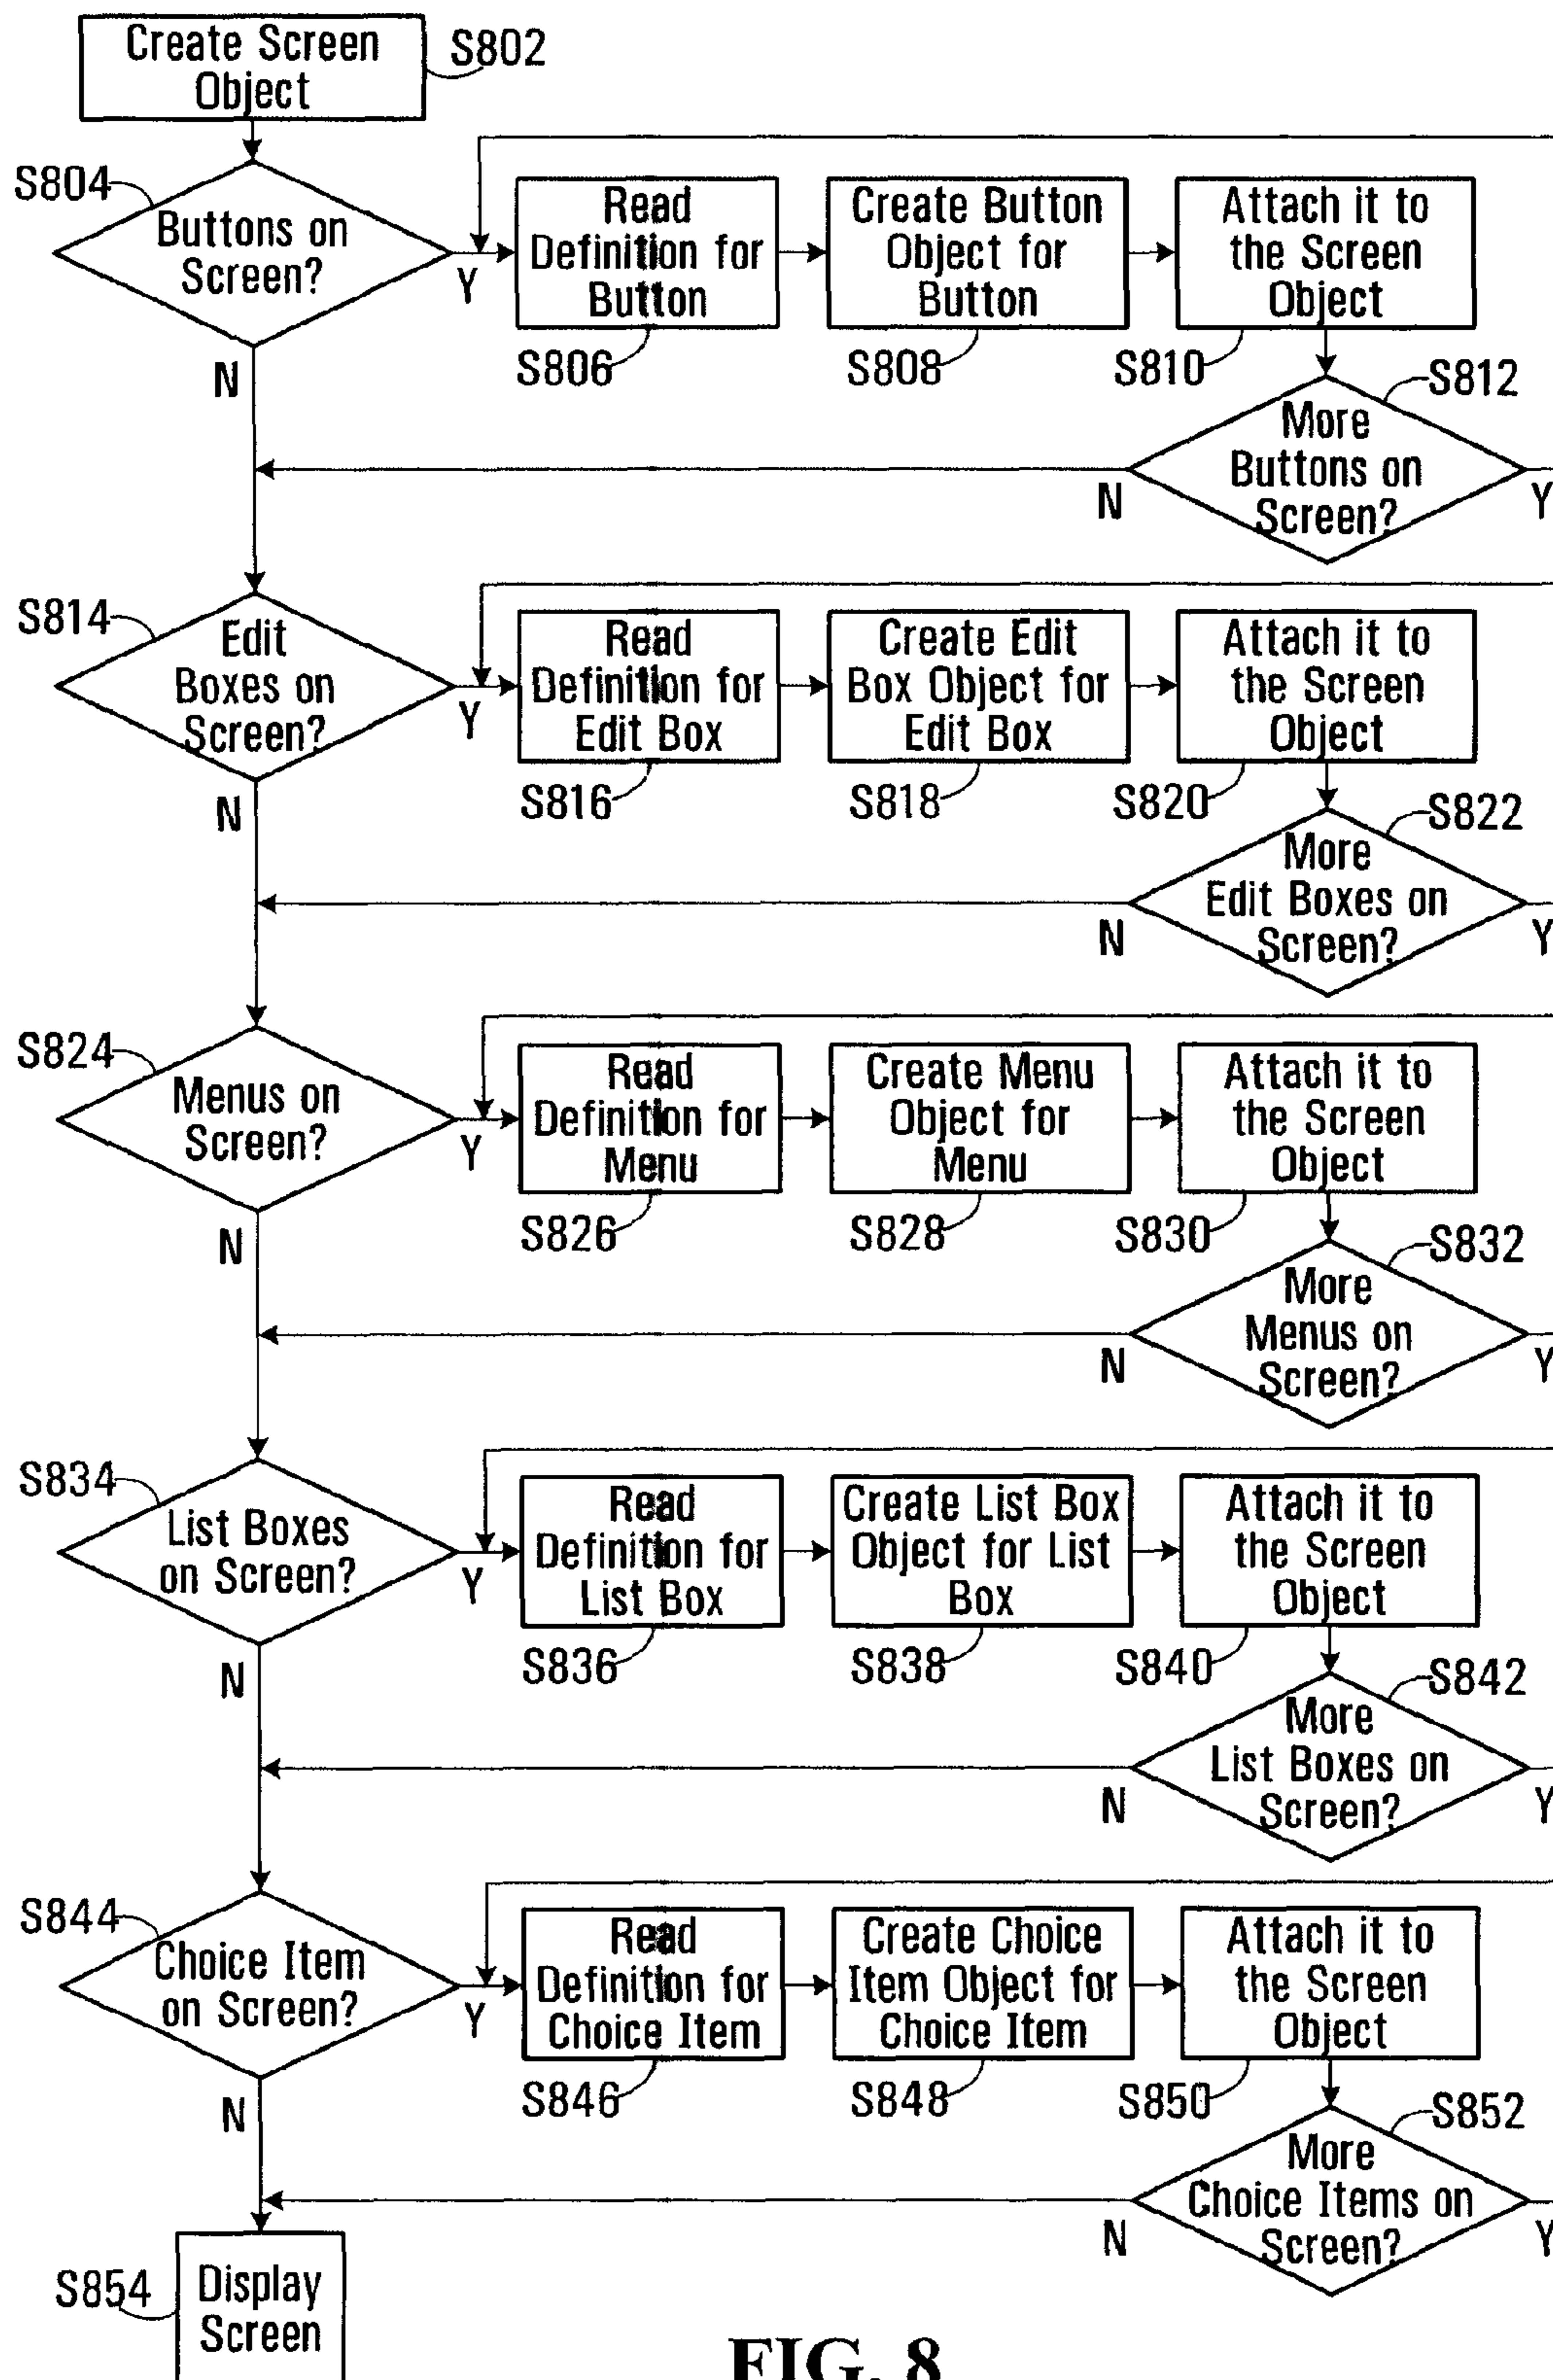 Create Screen
Object
S802
S804
Buttons on
Screen?
Y
N
Read
Definition for
Button
S806
Create Button
Object for
Button
S808
Attach it to
the Screen
Object
S810
S812
More
Buttons on
Screen?
N
Y
S814
Edit
Boxes on
Screen?
Y
N
Read
Definition for
Edit Box
S816
Create Edit
Box Object for
Edit Box
S818
Attach it to
the Screen
Object
S820
S822
More
Edit Boxes on
Screen?
N
Y
S824
Menus on
Screen?
Y
N
Read
Definition for
Menu
S826
Create Menu
Object for
Menu
S828
Attach it to
the Screen
Object
S830
S832
More
Menus on
Screen?
N
Y
S834
List Boxes
on Screen?
Y
N
Read
Definition for
List Box
S836
Create List Box
Object for List
Box
S838
Attach it to
the Screen
Object
S840
S842
More
List Boxes on
Screen?
N
Y
S844
Choice Item
on Screen?
Y
N
Read
Definition for
Choice Item
S846
Create Choice
Item Object for
Choice Item
S848
Attach it to
the Screen
Object
S850
S852
More
Choice Items on
Screen?
N
Y
S854
Display
Screen
FIG. 8